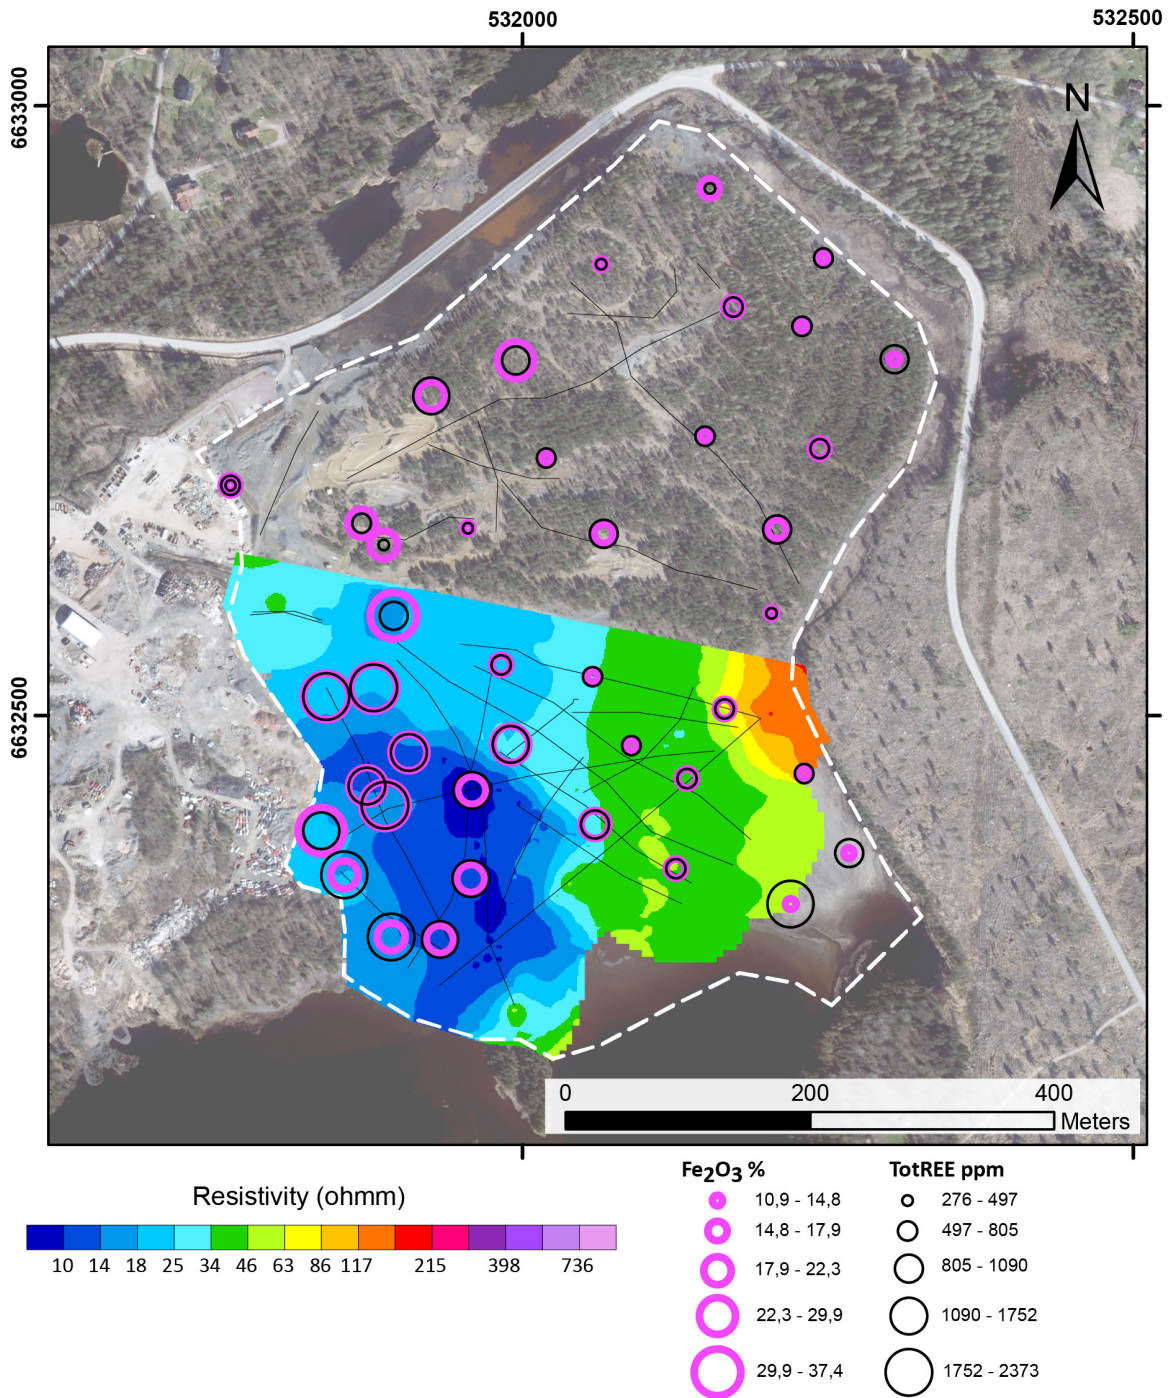 532000
532500
6633000
N
6632500
0 200 400
Meters
Resistivity (ohmm)
10 14 18 25 34 46 63 86 117 215 398 736
Fe₂O₃ % TotREE ppm
10,9 - 14,8 276 - 497
14,8 - 17,9 497 - 805
17,9 - 22,3 805 - 1090
22,3 - 29,9 1090 - 1752
29,9 - 37,4 1752 - 2373